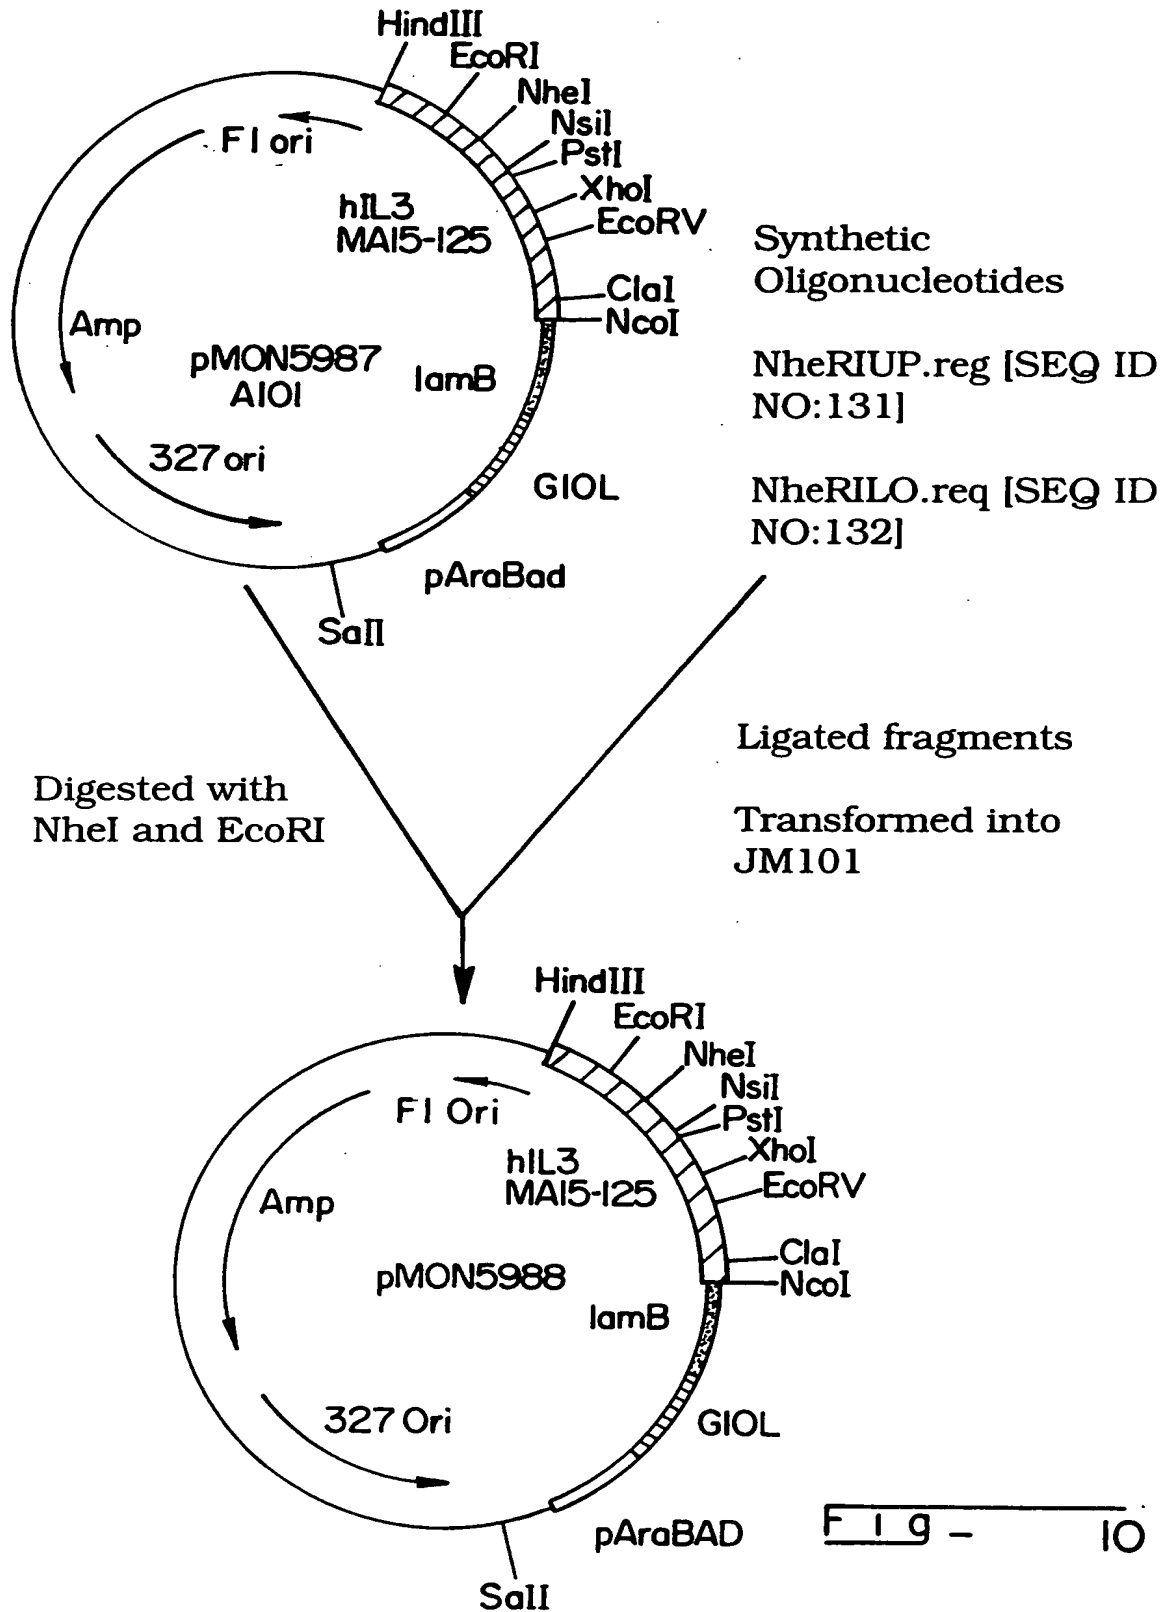 HindIII
EcoRI
NheI
NsiI
PstI
XhoI
EcoRV
ClaI
NcoI
F1 ori
hIL3
MA15-125
Amp
pMON5987
A101
lamB
327 ori
G10L
pAraBad
SalI
Synthetic
Oligonucleotides
NheRIUP.reg [SEQ ID
NO:131]
NheRILO.req [SEQ ID
NO:132]
Digested with
NheI and EcoRI
Ligated fragments
Transformed into
JM101
HindIII
EcoRI
NheI
NsiI
PstI
XhoI
EcoRV
ClaI
NcoI
F1 Ori
hIL3
MA15-125
Amp
pMON5988
lamB
327 Ori
G10L
pAraBAD
SalI
Fig - 10